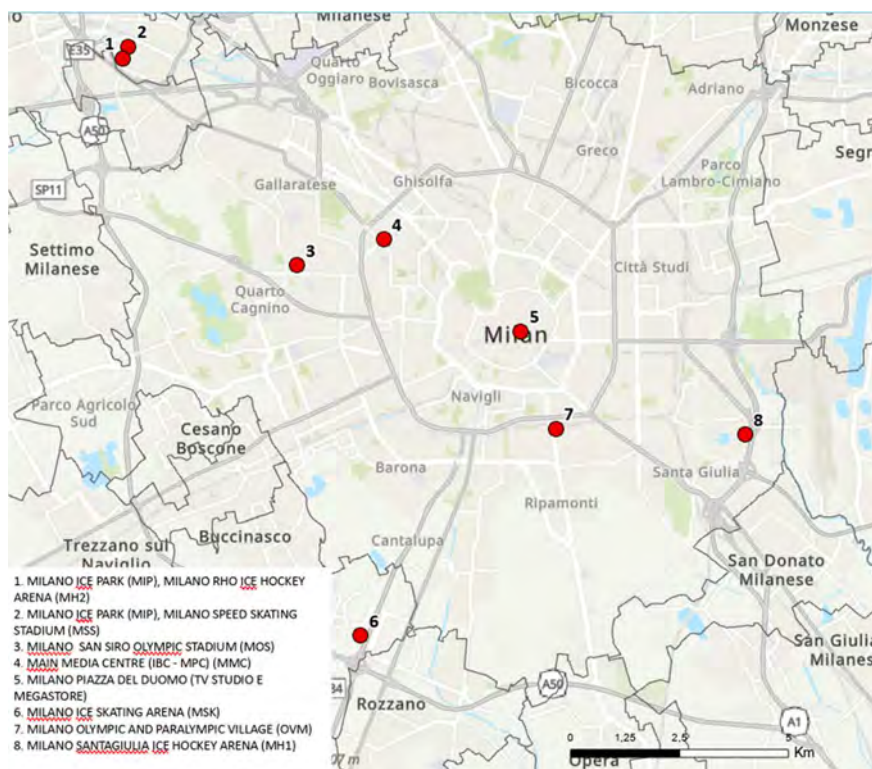 Milanese
Monzese
1
2
E35
Quarto
Oggiaro
Bovisasca
Bicocca
Adriano
A50
Greco
Segr
SP11
Gallaratese
Ghisolfa
Parco
Lambro-Cimiano
4
Settimo
Milanese
3
Città Studi
Quarto
Cagnino
5
Milan
Parco Agricolo
Sud
Navigli
7
8
Cesano
Boscone
Barona
Santa Giulia
Ripamonti
Trezzano sul
Naviglio
Buccinasco
Cantalupa
San Donato
Milanese
6
San Giulia
Milanes
Rozzano
A50
A1
Opera
1. MILANO ICE PARK (MIP), MILANO RHO ICE HOCKEY
ARENA (MH2)
2. MILANO ICE PARK (MIP), MILANO SPEED SKATING
STADIUM (MSS)
3. MILANO SAN SIRO OLYMPIC STADIUM (MOS)
4. MAIN MEDIA CENTRE (IBC - MPC) (MMC)
5. MILANO PIAZZA DEL DUOMO (TV STUDIO E
MEGASTORE)
6. MILANO ICE SKATING ARENA (MSK)
7. MILANO OLYMPIC AND PARALYMPIC VILLAGE (OVM)
8. MILANO SANTAGIULIA ICE HOCKEY ARENA (MH1)
0 1,25 2,5 5
Km